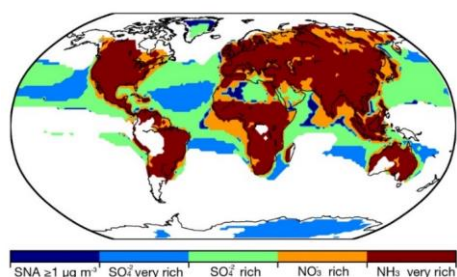 SNA ≥1 µg m⁻³ SO₄²⁻ very rich SO₄²⁻ rich NO₃⁻ rich NH₃ very rich